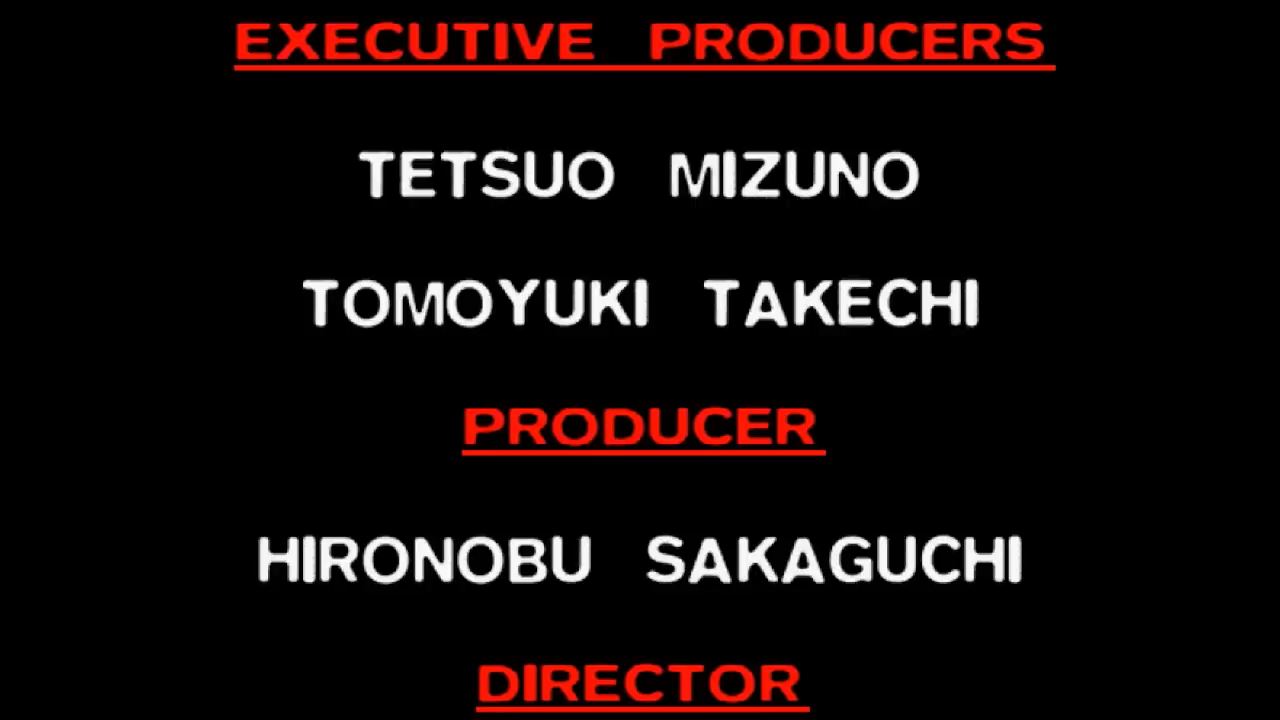 EXECUTIVE PRODUCERS
TETSUO MIZUNO
TOMOYUKI TAKECHI
PRODUCER
HIRONOBU SAKAGUCHI
DIRECTOR